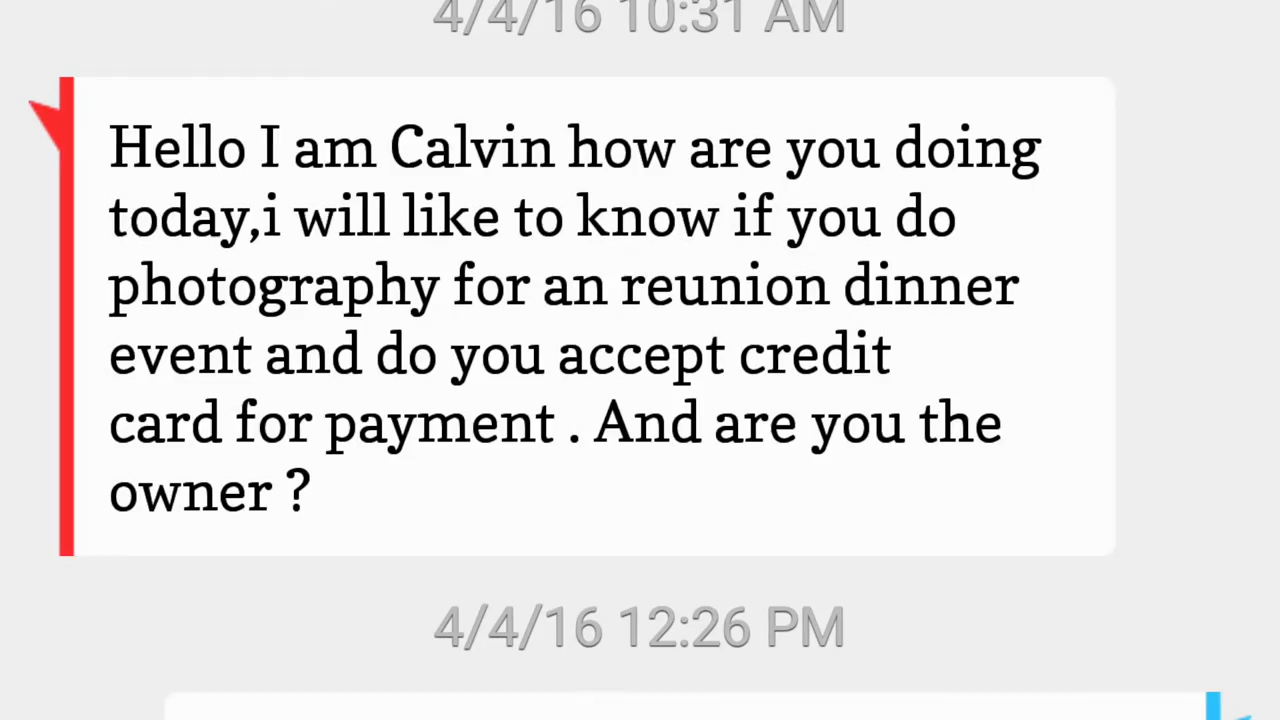 4/4/16 10:31 AM
Hello I am Calvin how are you doing
today,i will like to know if you do
photography for an reunion dinner
event and do you accept credit
card for payment . And are you the
owner ?
4/4/16 12:26 PM